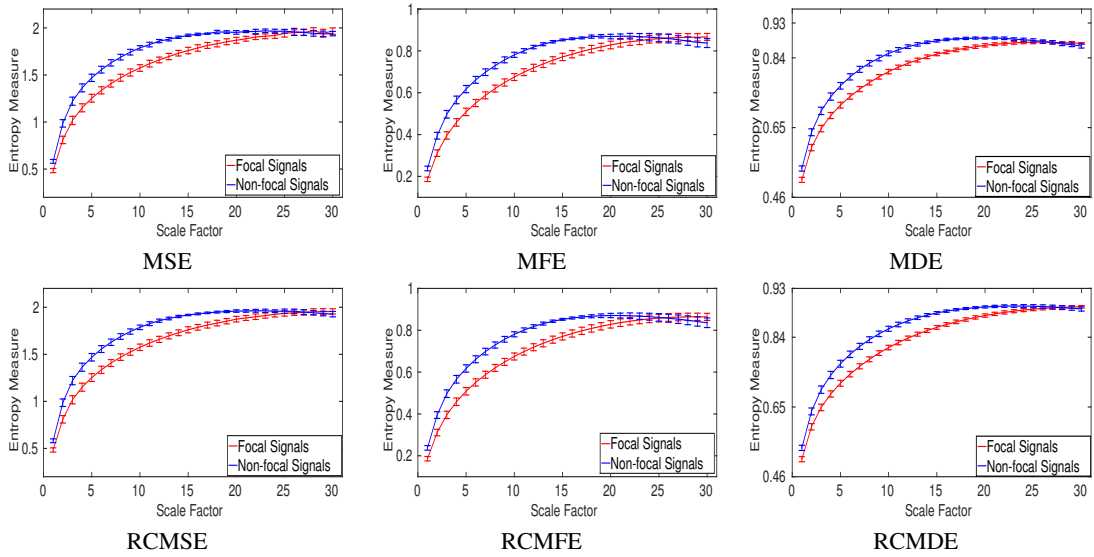 Entropy Measure
2
1.5
1
0.5
Focal Signals
Non-focal Signals
0 5 10 15 20 25 30
Scale Factor
MSE
Entropy Measure
1
0.8
0.6
0.4
0.2
Focal Signals
Non-focal Signals
0 5 10 15 20 25 30
Scale Factor
MFE
Entropy Measure
0.93
0.84
0.65
0.46
Focal Signals
Non-focal Signals
0 5 10 15 20 25 30
Scale Factor
MDE
Entropy Measure
2
1.5
1
0.5
Focal Signals
Non-focal Signals
0 5 10 15 20 25 30
Scale Factor
RCMSE
Entropy Measure
1
0.8
0.6
0.4
0.2
Focal Signals
Non-focal Signals
0 5 10 15 20 25 30
Scale Factor
RCMFE
Entropy Measure
0.93
0.84
0.65
0.46
Focal Signals
Non-focal Signals
0 5 10 15 20 25 30
Scale Factor
RCMDE